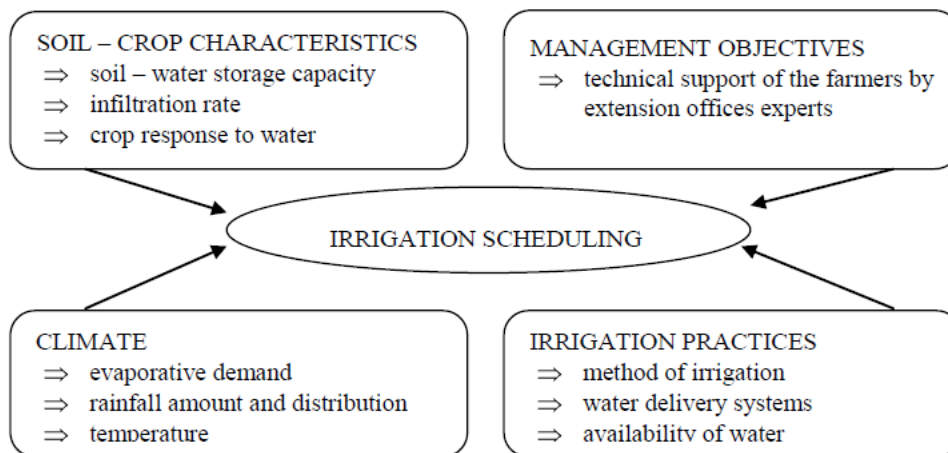 SOIL – CROP CHARACTERISTICS
⇒ soil – water storage capacity
⇒ infiltration rate
⇒ crop response to water
MANAGEMENT OBJECTIVES
⇒ technical support of the farmers by
extension offices experts
IRRIGATION SCHEDULING
CLIMATE
⇒ evaporative demand
⇒ rainfall amount and distribution
⇒ temperature
IRRIGATION PRACTICES
⇒ method of irrigation
⇒ water delivery systems
⇒ availability of water